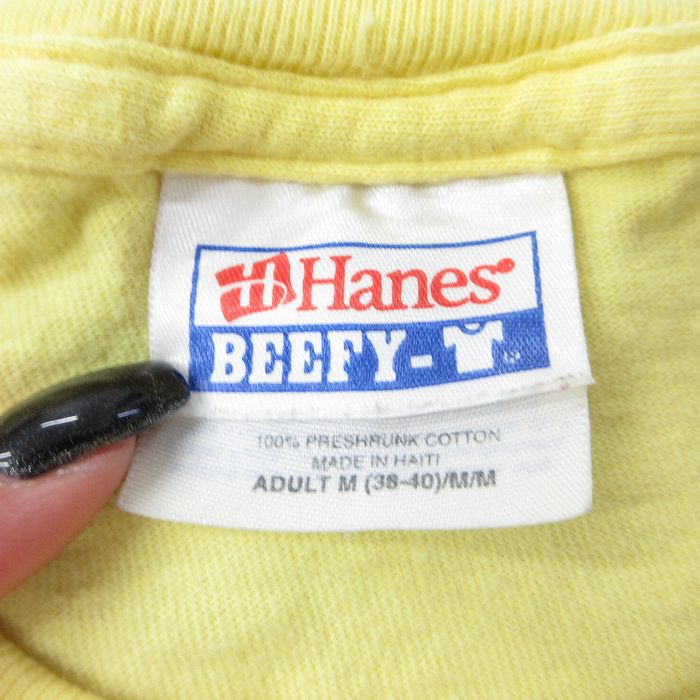 Hanes
BEEFY-
100% PRESHRUNK COTTON
MADE IN HAITI
ADULT M (38-40)/M/M